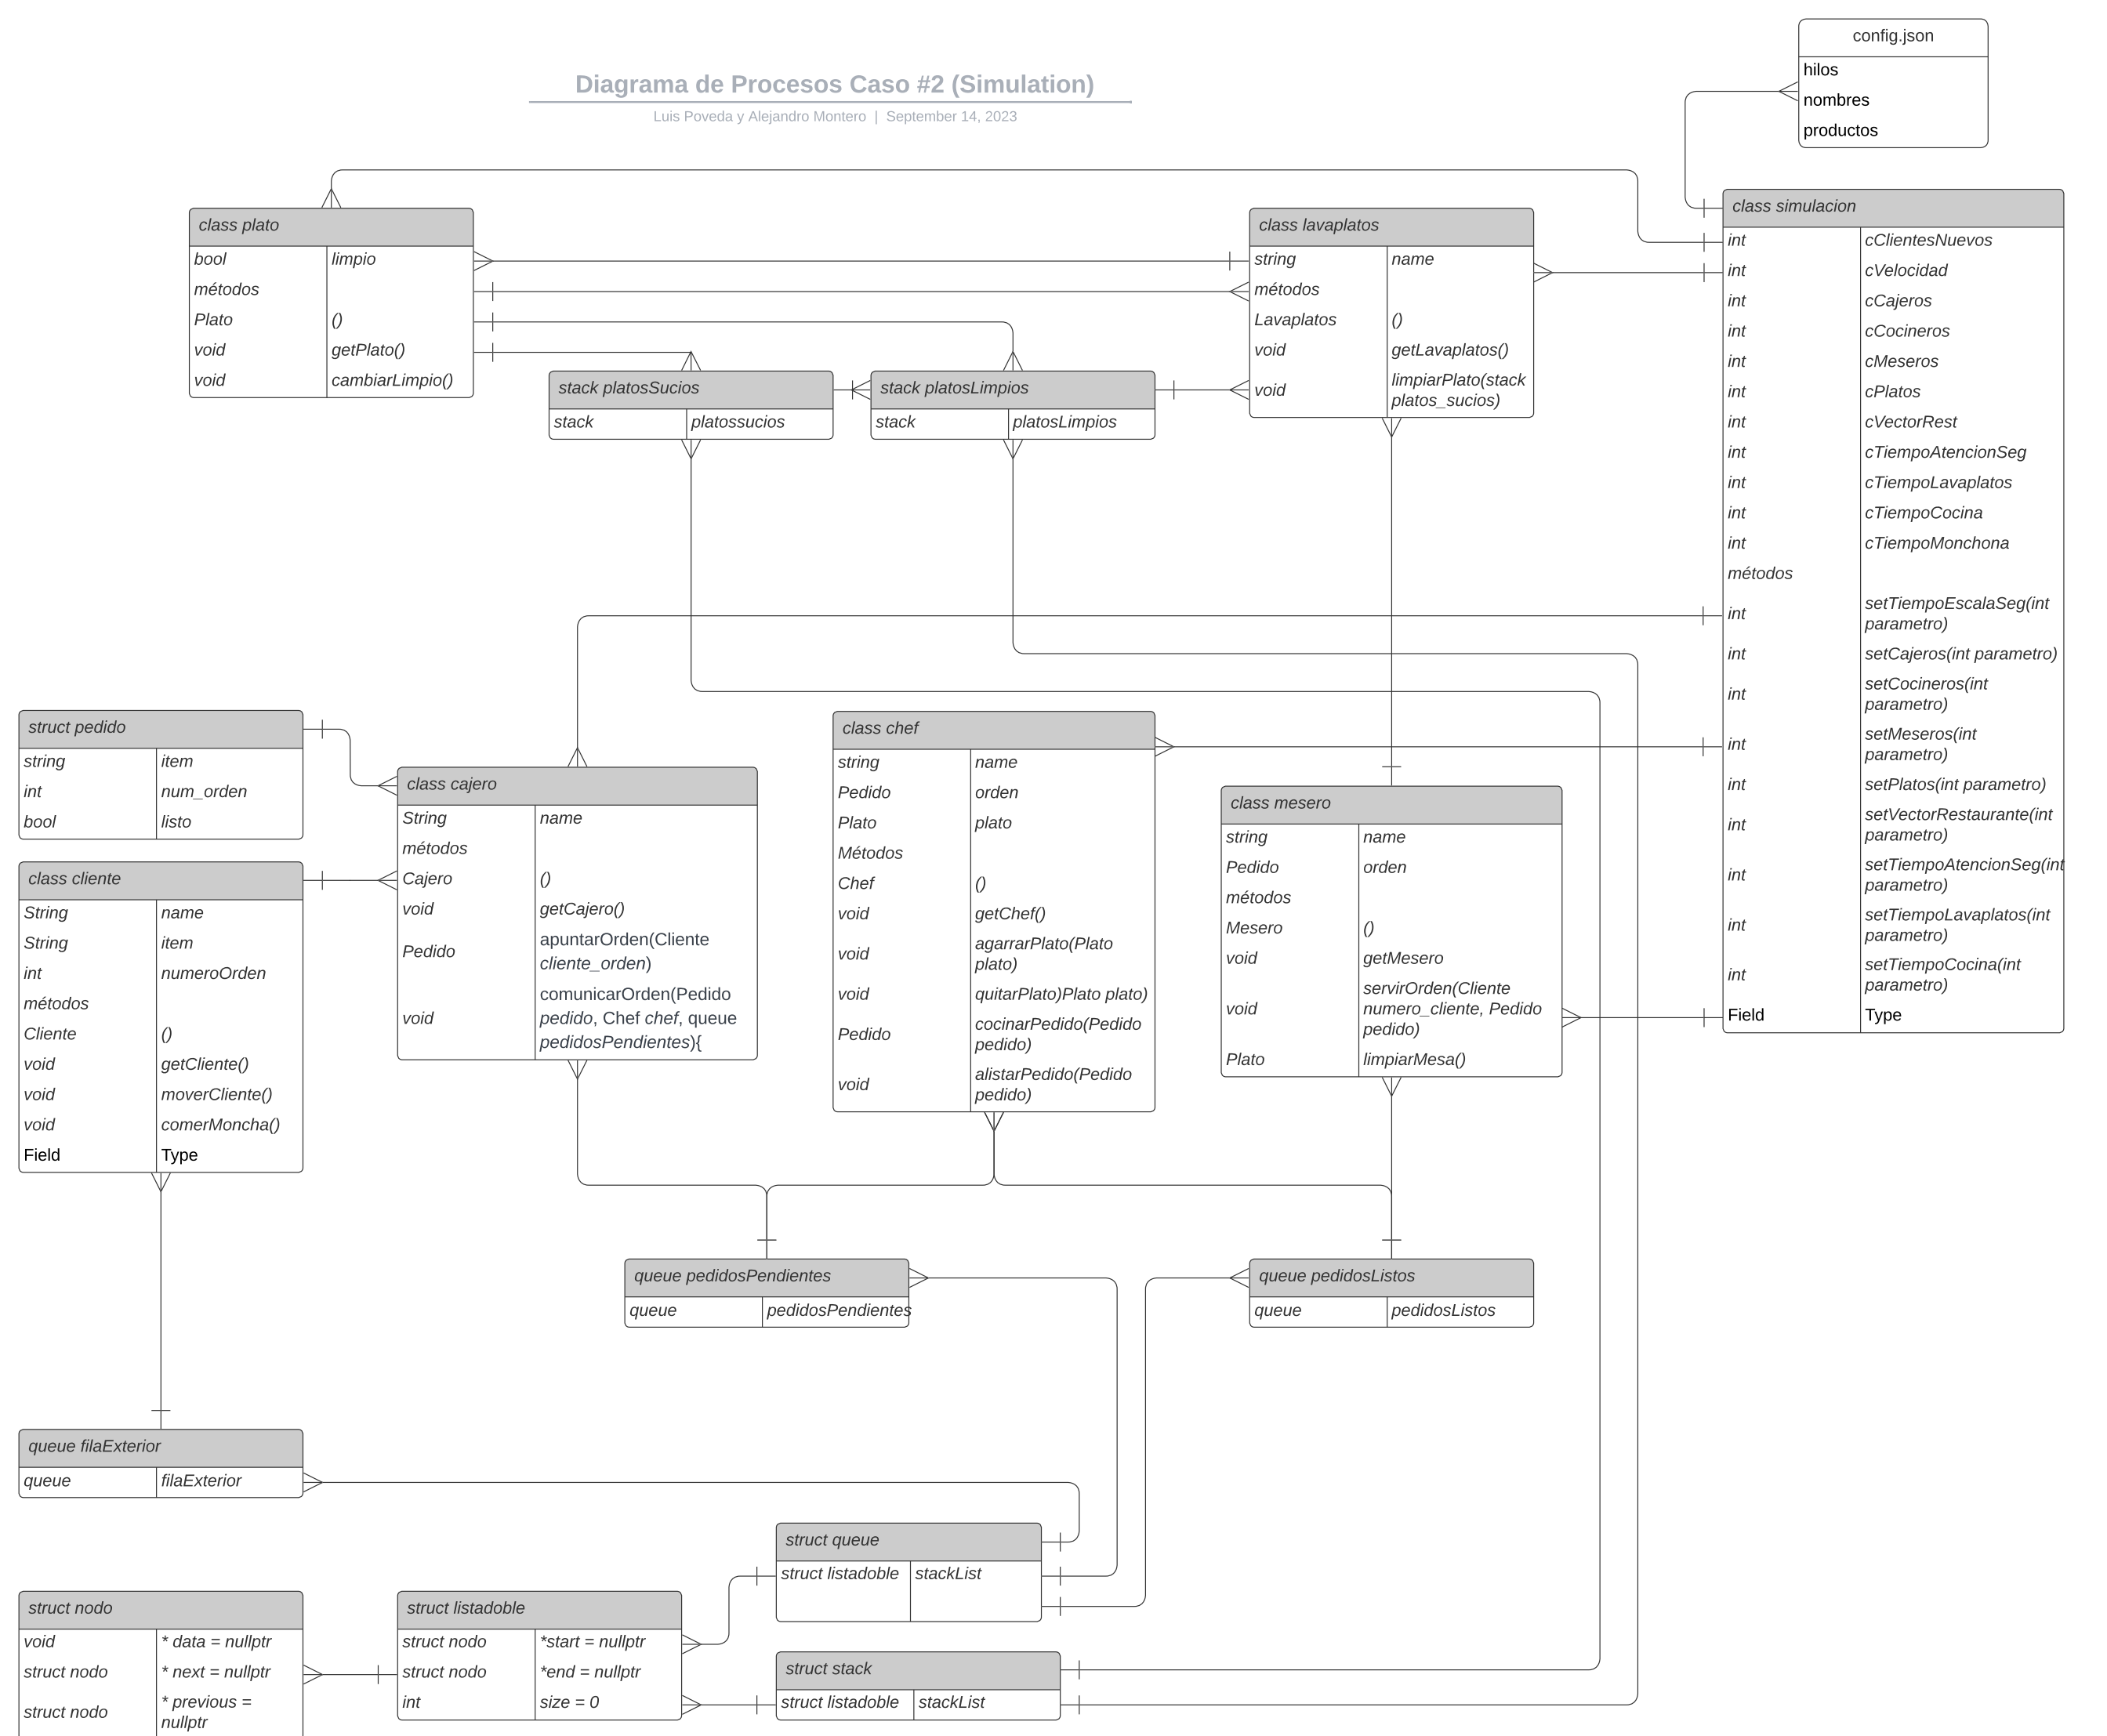 config.json
hilos
nombres
productos
Diagrama de Procesos Caso #2 (Simulation)
Luis Poveda y Alejandro Montero | September 14, 2023
class plato
bool limpio
métodos
Plato ()
void getPlato()
void cambiarLimpio()
stack platosSucios
stack platossucios
stack platosLimpios
stack platosLimpios
class lavaplatos
string name
métodos
Lavaplatos ()
void getLavaplatos()
void limpiarPlato(stack
platos_sucios)
class simulacion
int cClientesNuevos
int cVelocidad
int cCajeros
int cCocineros
int cMeseros
int cPlatos
int cVectorRest
int cTiempoAtencionSeg
int cTiempoLavaplatos
int cTiempoCocina
int cTiempoMonchona
métodos
int setTiempoEscalaSeg(int
parametro)
int setCajeros(int parametro)
int setCocineros(int
parametro)
int setMeseros(int
parametro)
int setPlatos(int parametro)
int setVectorRestaurante(int
parametro)
int setTiempoAtencionSeg(int
parametro)
int setTiempoLavaplatos(int
parametro)
int setTiempoCocina(int
parametro)
Field Type
struct pedido
string item
int num_orden
bool listo
class cliente
String name
String item
int numeroOrden
métodos
Cliente ()
void getCliente()
void moverCliente()
void comerMoncha()
Field Type
class cajero
String name
métodos
Cajero ()
void getCajero()
Pedido apuntarOrden(Cliente
cliente_orden)
void comunicarOrden(Pedido
pedido, Chef chef, queue
pedidosPendientes){
class chef
string name
Pedido orden
Plato plato
Métodos
Chef ()
void getChef()
void agarrarPlato(Plato
plato)
void quitarPlato)Plato plato)
Pedido cocinarPedido(Pedido
pedido)
void alistarPedido(Pedido
pedido)
class mesero
string name
Pedido orden
métodos
Mesero ()
void getMesero
void servirOrden(Cliente
numero_cliente, Pedido
pedido)
Plato limpiarMesa()
queue pedidosPendientes
queue pedidosPendientes
queue pedidosListos
queue pedidosListos
queue filaExterior
queue filaExterior
struct queue
struct listadoble stackList
struct nodo
void * data = nullptr
struct nodo * next = nullptr
struct nodo * previous =
nullptr
struct listadoble
struct nodo *start = nullptr
struct nodo *end = nullptr
int size = 0
struct stack
struct listadoble stackList